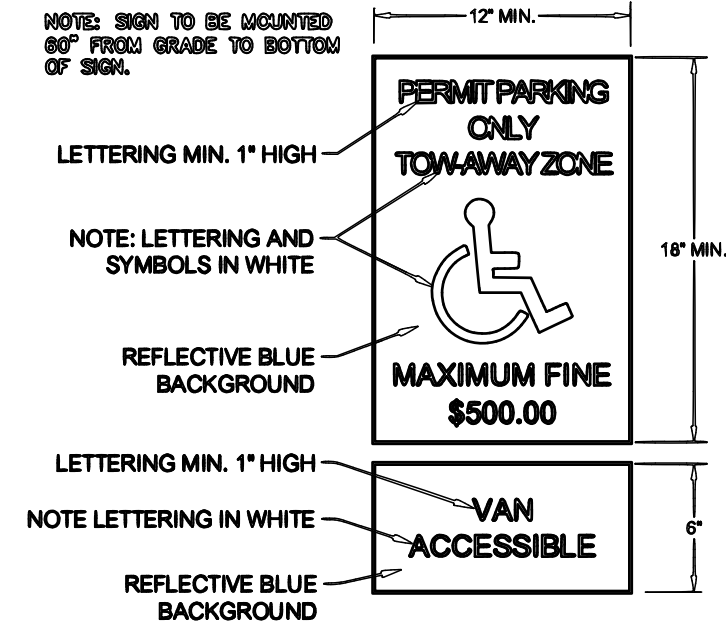 NOTE: SIGN TO BE MOUNTED
60" FROM GRADE TO BOTTOM
OF SIGN.
12" MIN.
PERMIT PARKING
ONLY
TOW-AWAY ZONE
LETTERING MIN. 1" HIGH
NOTE: LETTERING AND
SYMBOLS IN WHITE
18" MIN.
REFLECTIVE BLUE
BACKGROUND
MAXIMUM FINE
$500.00
LETTERING MIN. 1" HIGH
NOTE LETTERING IN WHITE
VAN
ACCESSIBLE
6"
REFLECTIVE BLUE
BACKGROUND